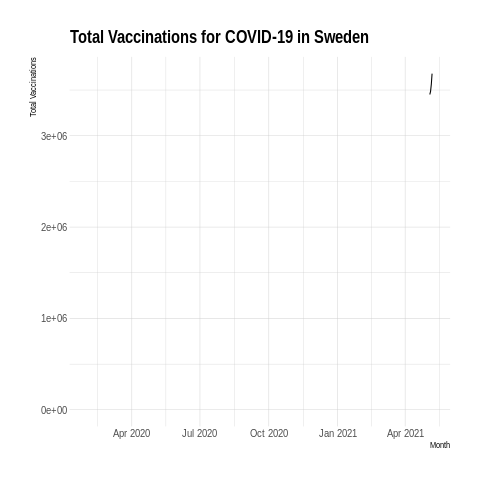 Total Vaccinations for COVID-19 in Sweden
Total Vaccinations
3e+06
2e+06
1e+06
0e+00
Apr 2020 Jul 2020 Oct 2020 Jan 2021 Apr 2021
Month